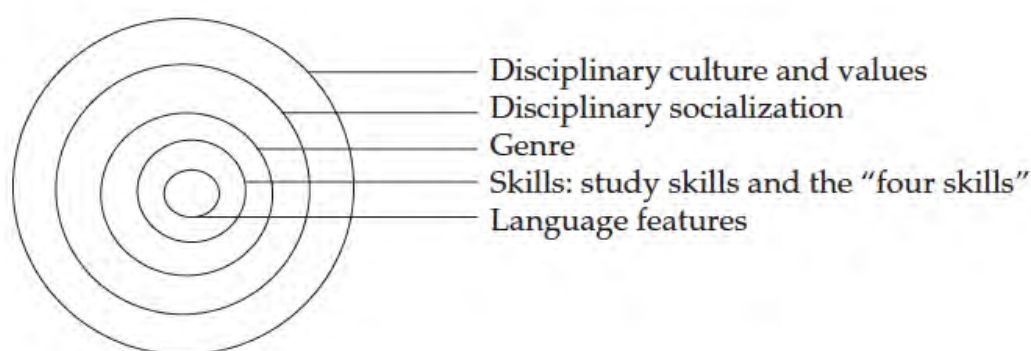 Disciplinary culture and values
Disciplinary socialization
Genre
Skills: study skills and the “four skills”
Language features